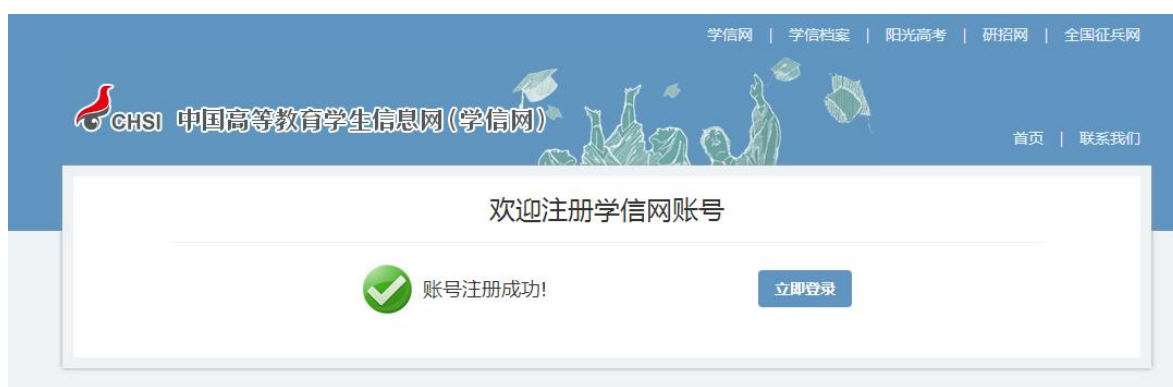 学信网 | 学信档案 | 阳光高考 | 研招网 | 全国征兵网
CHSI 中国高等教育学生信息网(学信网)
首页 | 联系我们
欢迎注册学信网账号
账号注册成功!
立即登录